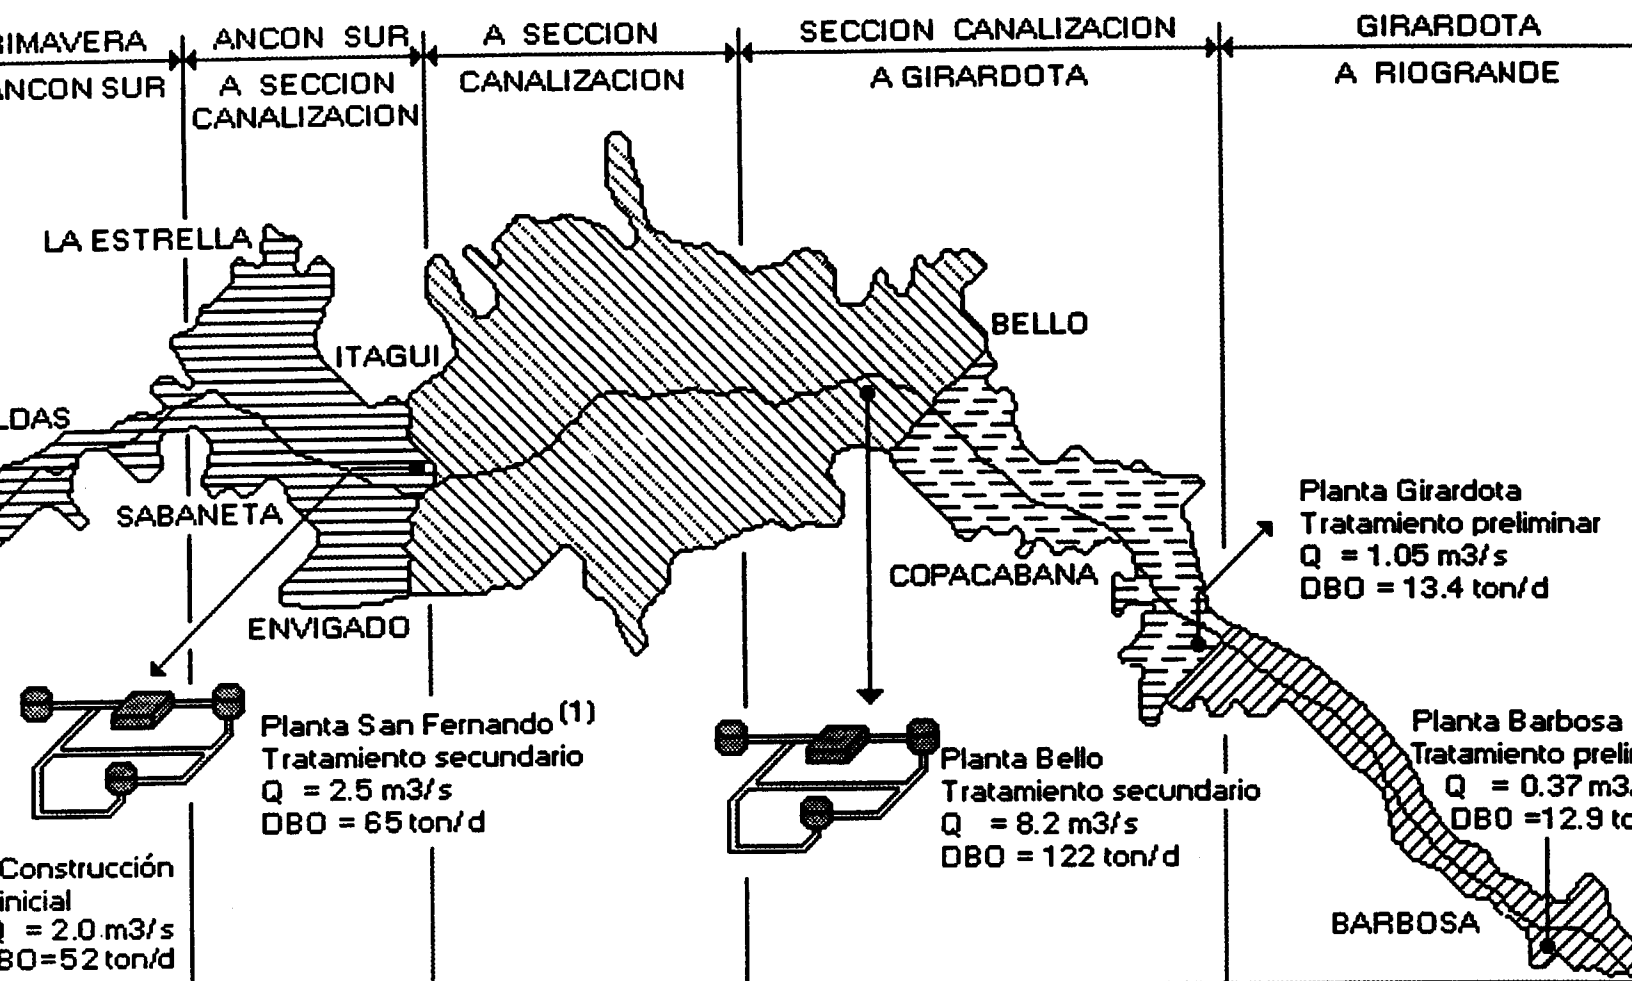 RIMAVERA
ANCON SUR
ANCON SUR
A SECCION
CANALIZACION
A SECCION
CANALIZACION
SECCION CANALIZACION
A GIRARDOTA
GIRARDOTA
A RIOGRANDE
LA ESTRELLA
ITAGUI
BELLO
LDAS
SABANETA
ENVIGADO
COPACABANA
Planta Girardota
Tratamiento preliminar
Q = 1.05 m3/s
DBO = 13.4 ton/d
Planta San Fernando (1)
Tratamiento secundario
Q = 2.5 m3/s
DBO = 65 ton/d
Planta Bello
Tratamiento secundario
Q = 8.2 m3/s
DBO = 122 ton/d
Planta Barbosa
Tratamiento preli
Q = 0.37 m3/
DBO =12.9 to
Construcción
inicial
Q = 2.0 m3/s
BO=52 ton/d
BARBOSA